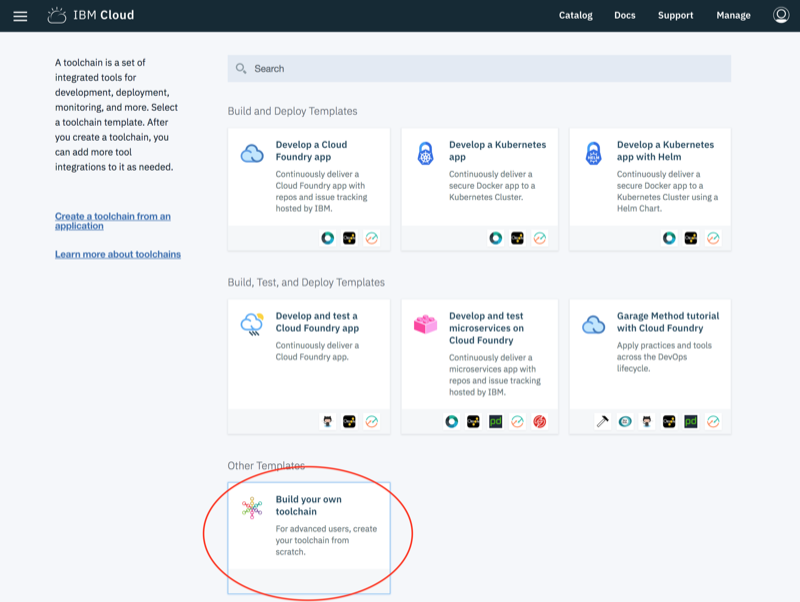 IBM Cloud
Catalog
Docs
Support
Manage
A toolchain is a set of
integrated tools for
development, deployment,
monitoring, and more. Select
a toolchain template. After
you create a toolchain, you
can add more tool
integrations to it as needed.
Create a toolchain from an
application
Learn more about toolchains
Search
Build and Deploy Templates
Develop a Cloud
Foundry app
Continuously deliver a
Cloud Foundry app with
repos and issue tracking
hosted by IBM.
Develop a Kubernetes
app
Continuously deliver a
secure Docker app to a
Kubernetes Cluster.
HELM
Develop a Kubernetes
app with Helm
Continuously deliver a
secure Docker app to a
Kubernetes Cluster using a
Helm Chart.
Build, Test, and Deploy Templates
Develop and test a
Cloud Foundry app
Continuously deliver a
Cloud Foundry app.
Develop and test
microservices on
Cloud Foundry
Continuously deliver a
microservices app with
repos and issue tracking
hosted by IBM.
pd
Garage Method tutorial
with Cloud Foundry
Apply practices and tools
across the DevOps
lifecycle.
pd
Other Templates
Build your own
toolchain
For advanced users, create
your toolchain from
scratch.